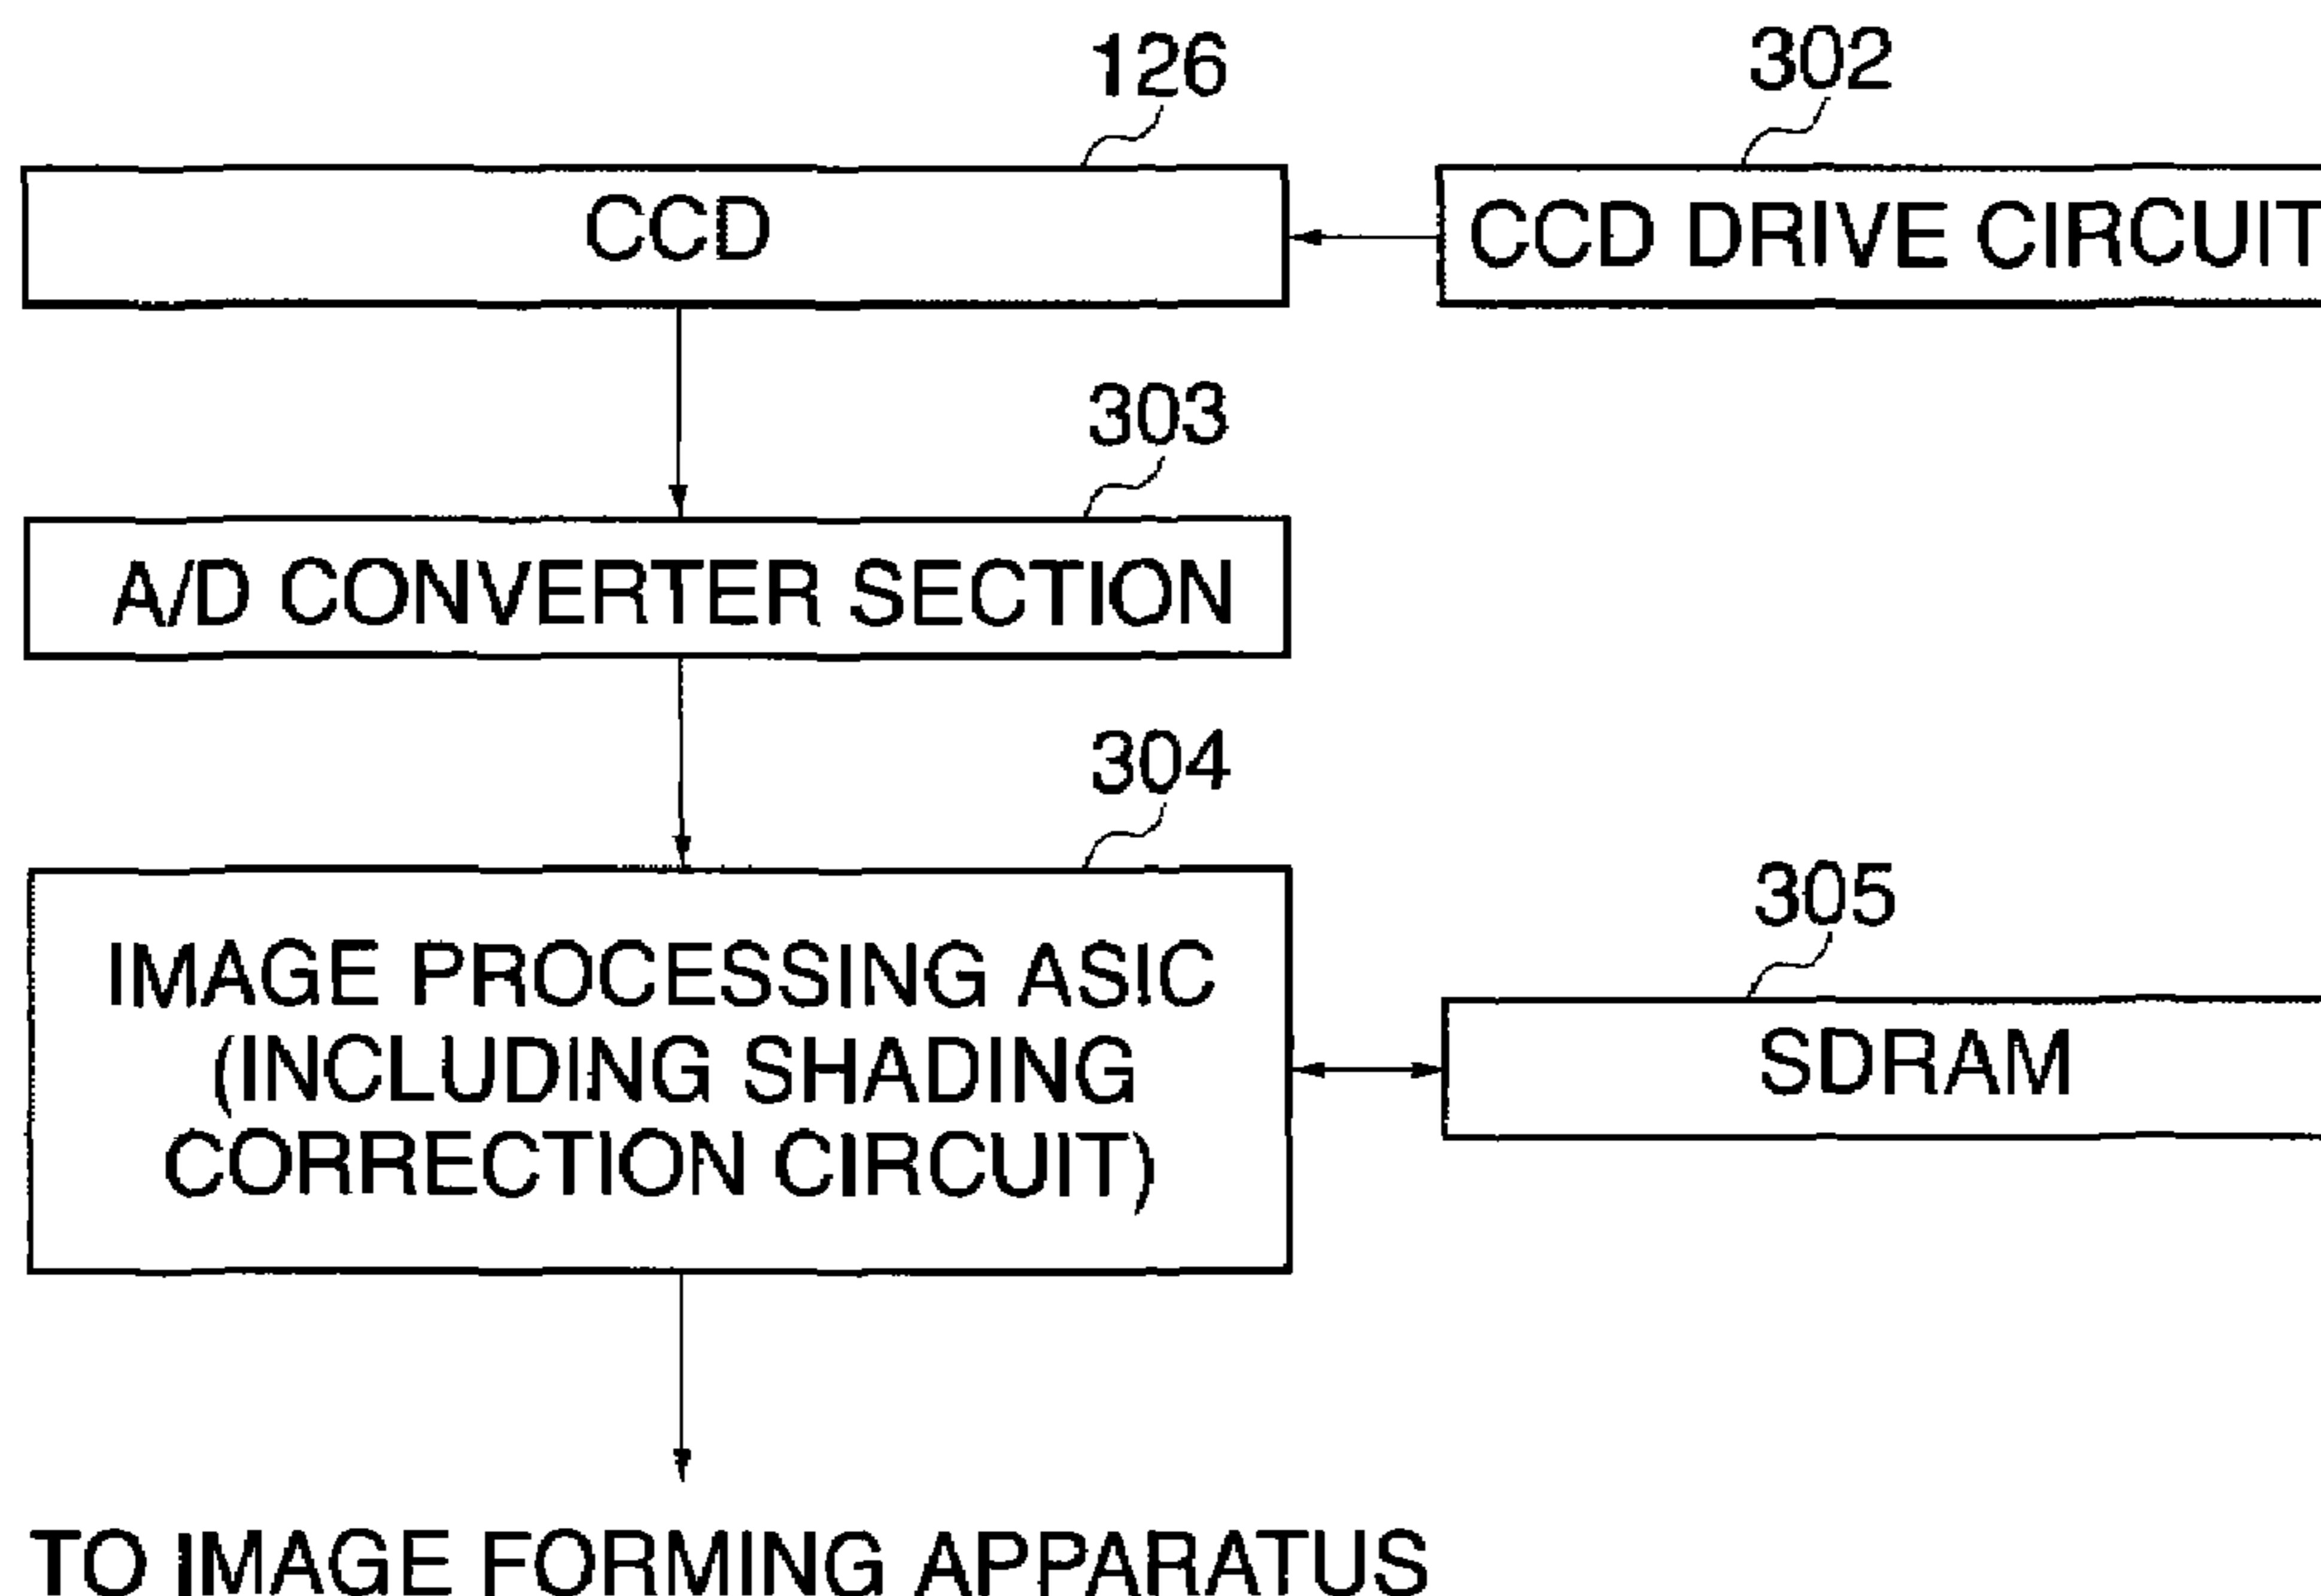 126
302
CCD
CCD DRIVE CIRCUIT
303
A/D CONVERTER SECTION
304
305
IMAGE PROCESSING ASIC
(INCLUDING SHADING
CORRECTION CIRCUIT)
SDRAM
TO IMAGE FORMING APPARATUS